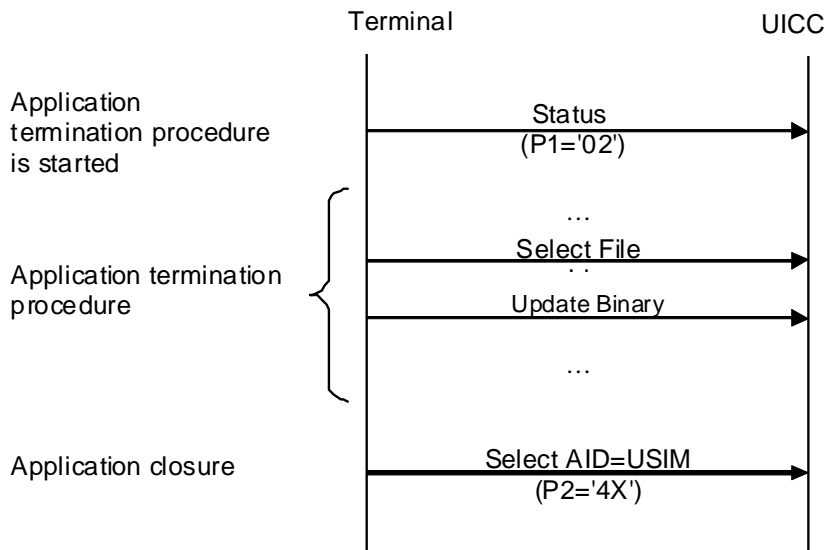 Terminal
UICC
Application
termination procedure
is started
Status
(P1='02')
...
Select File
. .
Application termination
procedure
Update Binary
...
Application closure
Select AID=USIM
(P2='4X')